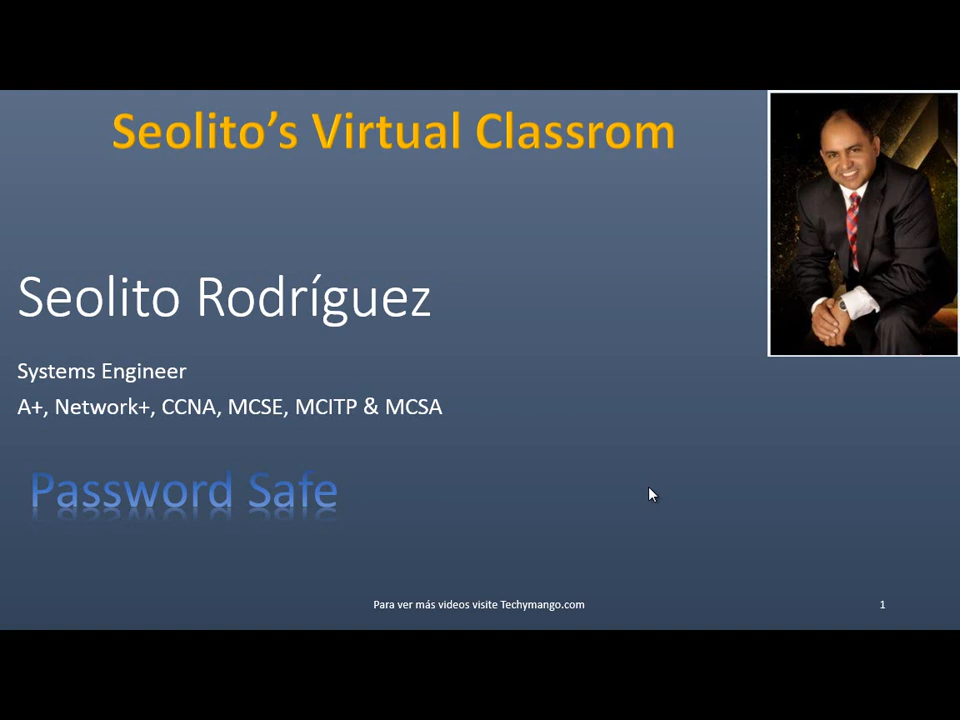 Seolito’s Virtual Classrom
Seolito Rodríguez
Systems Engineer
A+, Network+, CCNA, MCSE, MCITP & MCSA
Password Safe
Para ver más videos visite Techymango.com
1